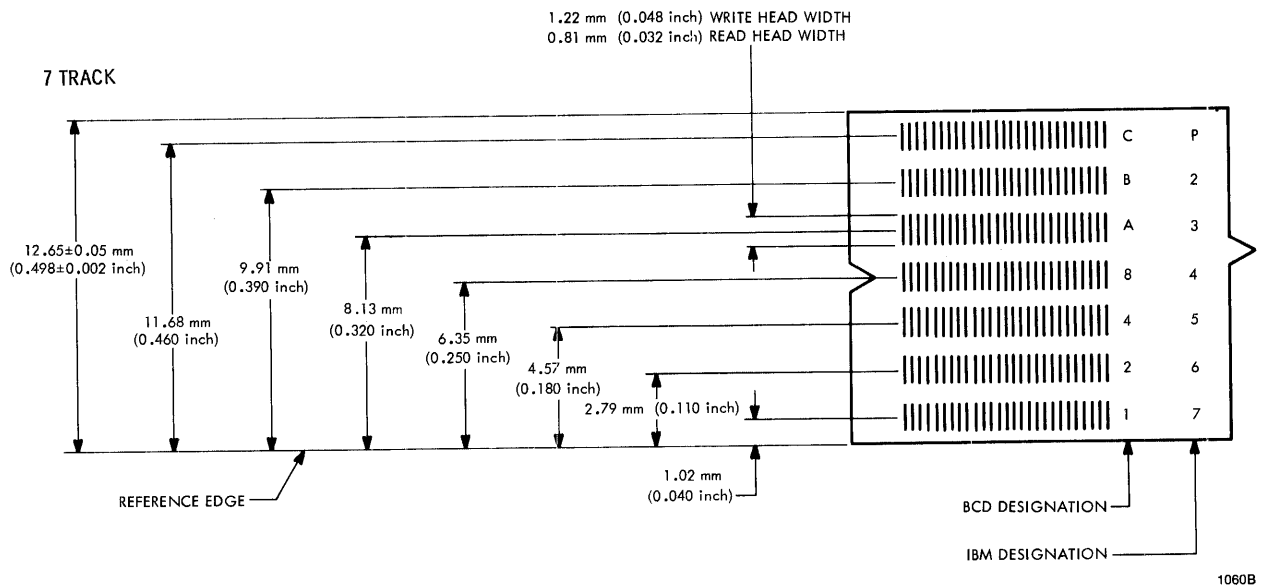 1.22 mm (0.048 inch) WRITE HEAD WIDTH
0.81 mm (0.032 inch) READ HEAD WIDTH
7 TRACK
C P
B 2
A 3
8 4
4 5
2 6
1 7
12.65±0.05 mm
(0.498±0.002 inch)
11.68 mm
(0.460 inch)
9.91 mm
(0.390 inch)
8.13 mm
(0.320 inch)
6.35 mm
(0.250 inch)
4.57 mm
(0.180 inch)
2.79 mm (0.110 inch)
1.02 mm
(0.040 inch)
REFERENCE EDGE
BCD DESIGNATION
IBM DESIGNATION
1060B